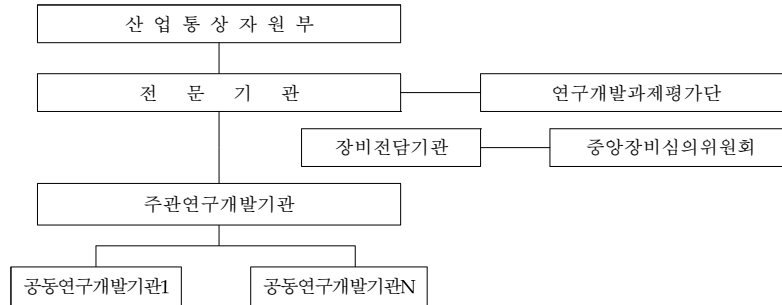 산 업 통 상 자 원 부
전 문 기 관
연구개발과제평가단
장비전담기관
중앙장비심의위원회
주관연구개발기관
공동연구개발기관1
공동연구개발기관N